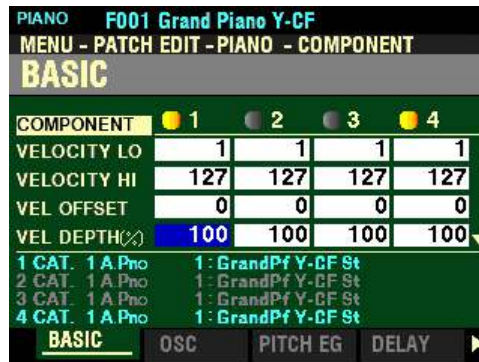 PIANO F001 Grand Piano Y-CF
MENU - PATCH EDIT - PIANO - COMPONENT
BASIC
COMPONENT 1 2 3 4
VELOCITY LO 1 1 1 1
VELOCITY HI 127 127 127 127
VEL OFFSET 0 0 0 0
VEL DEPTH(%) 100 100 100 100
1 CAT. 1 A.Pno 1: GrandPf Y-CF St
2 CAT. 1 A.Pno 1: GrandPf Y-CF St
3 CAT. 1 A.Pno 1: GrandPf Y-CF St
4 CAT. 1 A.Pno 1: GrandPf Y-CF St
BASIC OSC PITCH EG DELAY